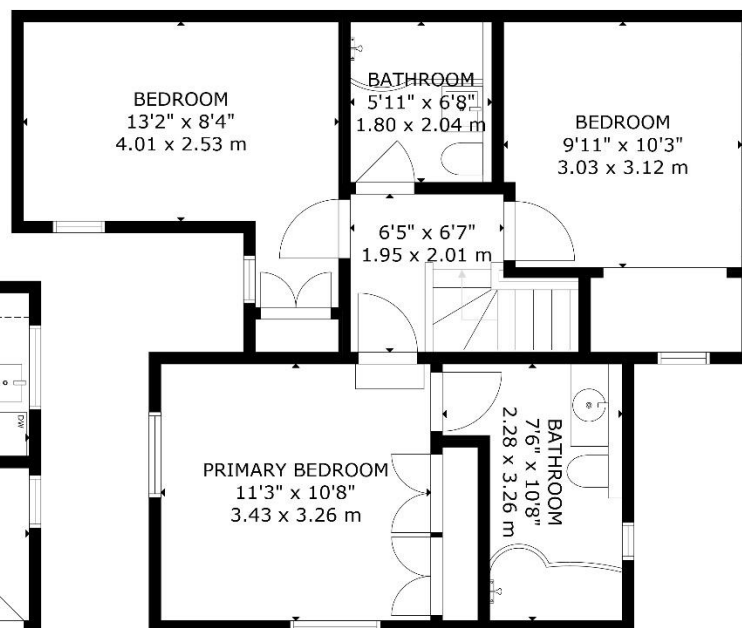 BEDROOM
13'2" x 8'4"
4.01 x 2.53 m
BATHROOM
5'11" x 6'8"
1.80 x 2.04 m
BEDROOM
9'11" x 10'3"
3.03 x 3.12 m
6'5" x 6'7"
1.95 x 2.01 m
DW
PRIMARY BEDROOM
11'3" x 10'8"
3.43 x 3.26 m
BATHROOM
7'6" x 10'8"
2.28 x 3.26 m